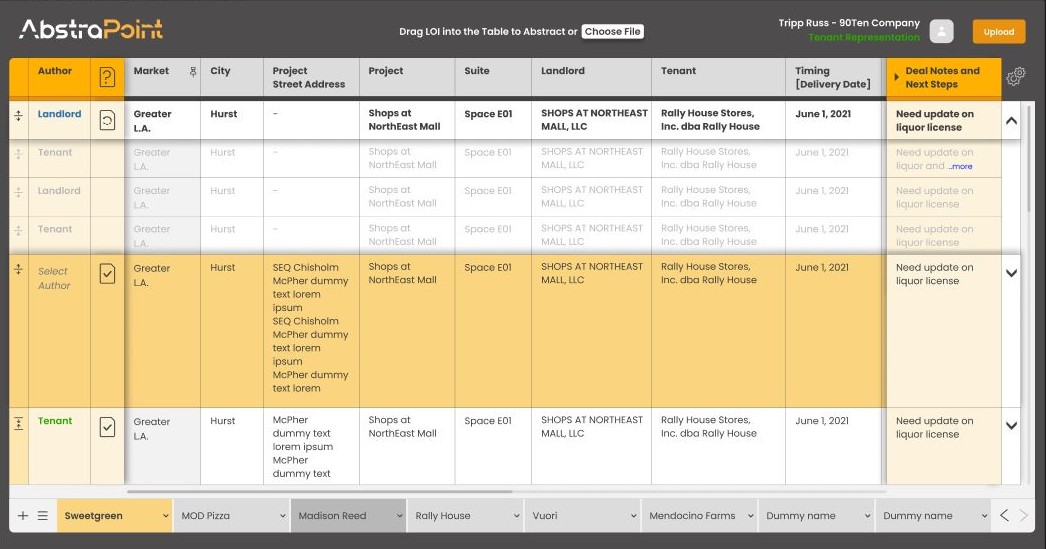 AbstraPoint
Drag LOI into the Table to Abstract or Choose File
Tripp Russ - 90Ten Company
Tenant Representation
Upload
Author ? Market City Project Street Address Project Suite Landlord Tenant Timing [Delivery Date] Deal Notes and Next Steps
Landlord Greater L.A. Hurst - Shops at NorthEast Mall Space E01 SHOPS AT NORTHEAST MALL, LLC Rally House Stores, Inc. dba Rally House June 1, 2021 Need update on liquor license
Tenant Greater L.A. Hurst - Shops at NorthEast Mall Space E01 SHOPS AT NORTHEAST MALL, LLC Rally House Stores, Inc. dba Rally House June 1, 2021 Need update on liquor and ...more
Landlord Greater L.A. Hurst - Shops at NorthEast Mall Space E01 SHOPS AT NORTHEAST MALL, LLC Rally House Stores, Inc. dba Rally House June 1, 2021 Need update on liquor license
Tenant Greater L.A. Hurst - Shops at NorthEast Mall Space E01 SHOPS AT NORTHEAST MALL, LLC Rally House Stores, Inc. dba Rally House June 1, 2021 Need update on liquor license
Select Author Greater L.A. Hurst SEQ Chisholm McPher dummy text lorem ipsum SEQ Chisholm McPher dummy text lorem ipsum McPher dummy text lorem Shops at NorthEast Mall Space E01 SHOPS AT NORTHEAST MALL, LLC Rally House Stores, Inc. dba Rally House June 1, 2021 Need update on liquor license
Tenant Greater L.A. Hurst McPher dummy text lorem ipsum McPher dummy text Shops at NorthEast Mall Space E01 SHOPS AT NORTHEAST MALL, LLC Rally House Stores, Inc. dba Rally House June 1, 2021 Need update on liquor license
Sweetgreen MOD Pizza Madison Reed Rally House Vuori Mendocino Farms Dummy name Dummy name